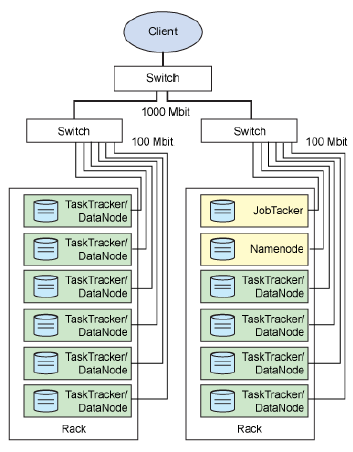 Client
Switch
1000 Mbit
Switch
Switch
100 Mbit
100 Mbit
TaskTracker/
DataNode
TaskTracker/
DataNode
TaskTracker/
DataNode
TaskTracker/
DataNode
TaskTracker/
DataNode
TaskTracker/
DataNode
Rack
JobTacker
Namenode
TaskTracker/
DataNode
TaskTracker/
DataNode
TaskTracker/
DataNode
TaskTracker/
DataNode
Rack